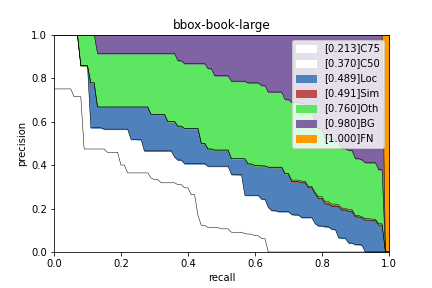 bbox-book-large
1.0
0.8
0.6
0.4
0.2
0.0
precision
[0.213]C75
[0.370]C50
[0.489]Loc
[0.491]Sim
[0.760]Oth
[0.980]BG
[1.000]FN
0.0 0.2 0.4 0.6 0.8 1.0
recall